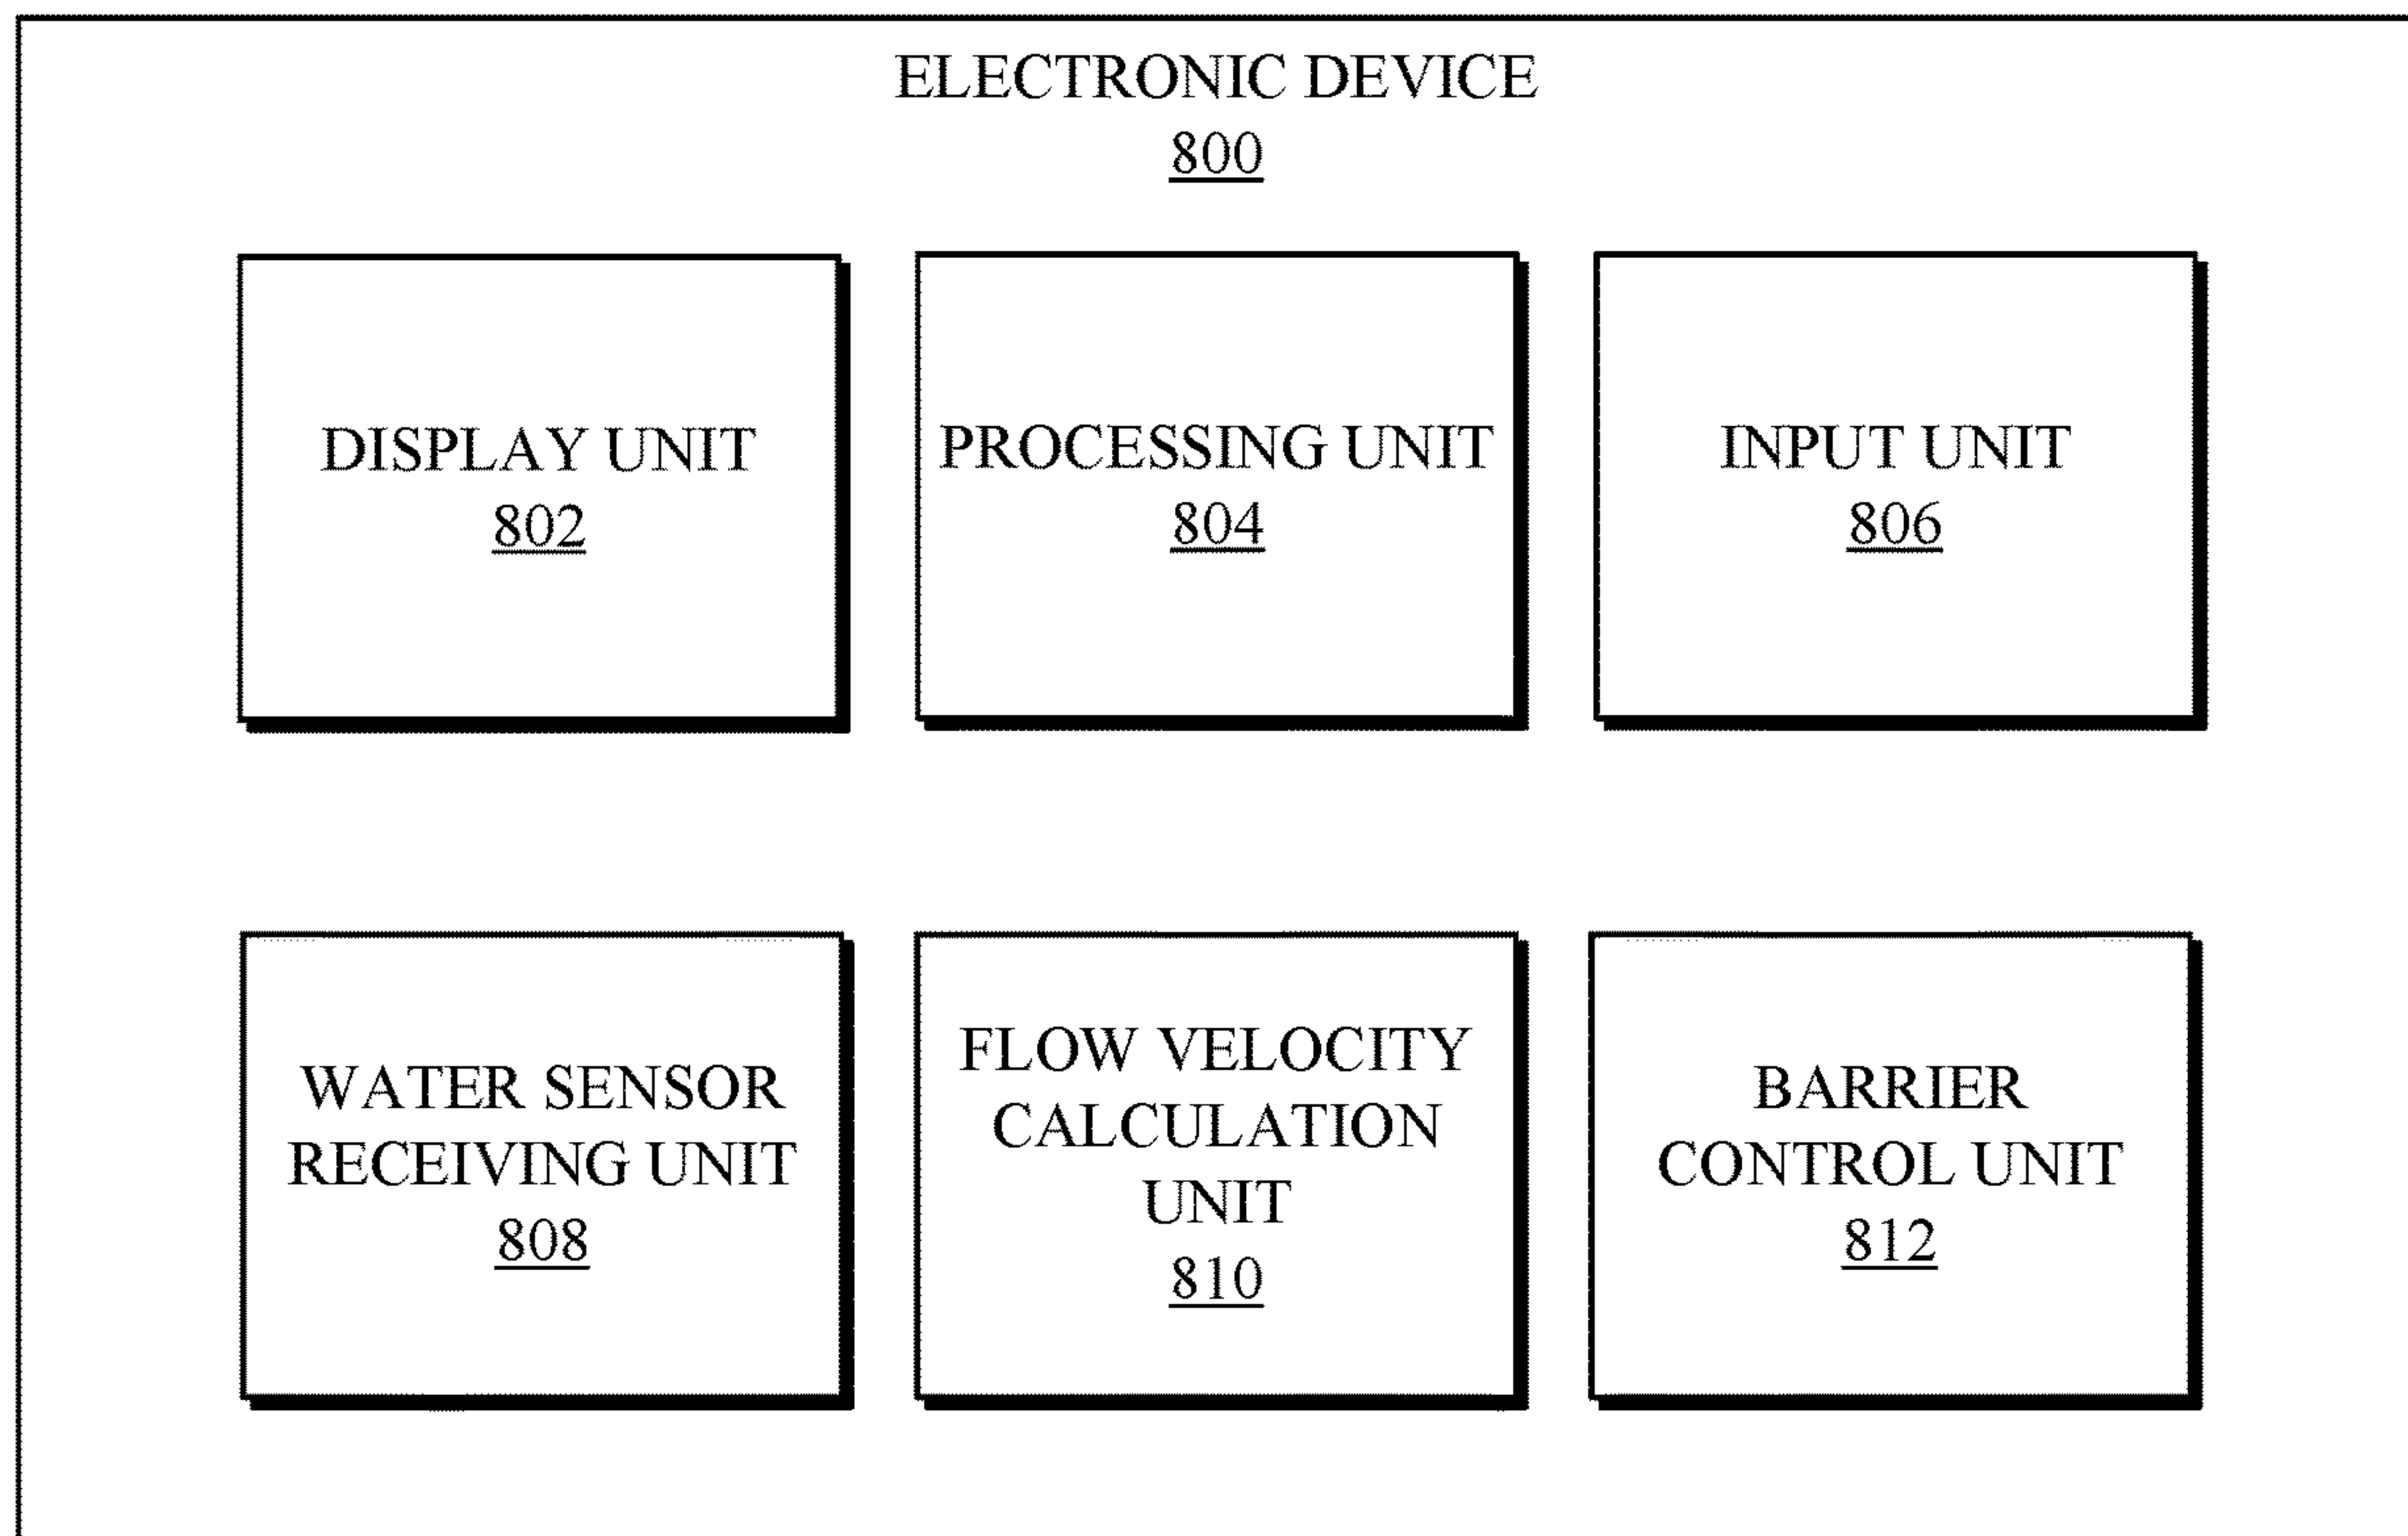 ELECTRONIC DEVICE
800
DISPLAY UNIT
802
PROCESSING UNIT
804
INPUT UNIT
806
WATER SENSOR
RECEIVING UNIT
808
FLOW VELOCITY
CALCULATION
UNIT
810
BARRIER
CONTROL UNIT
812